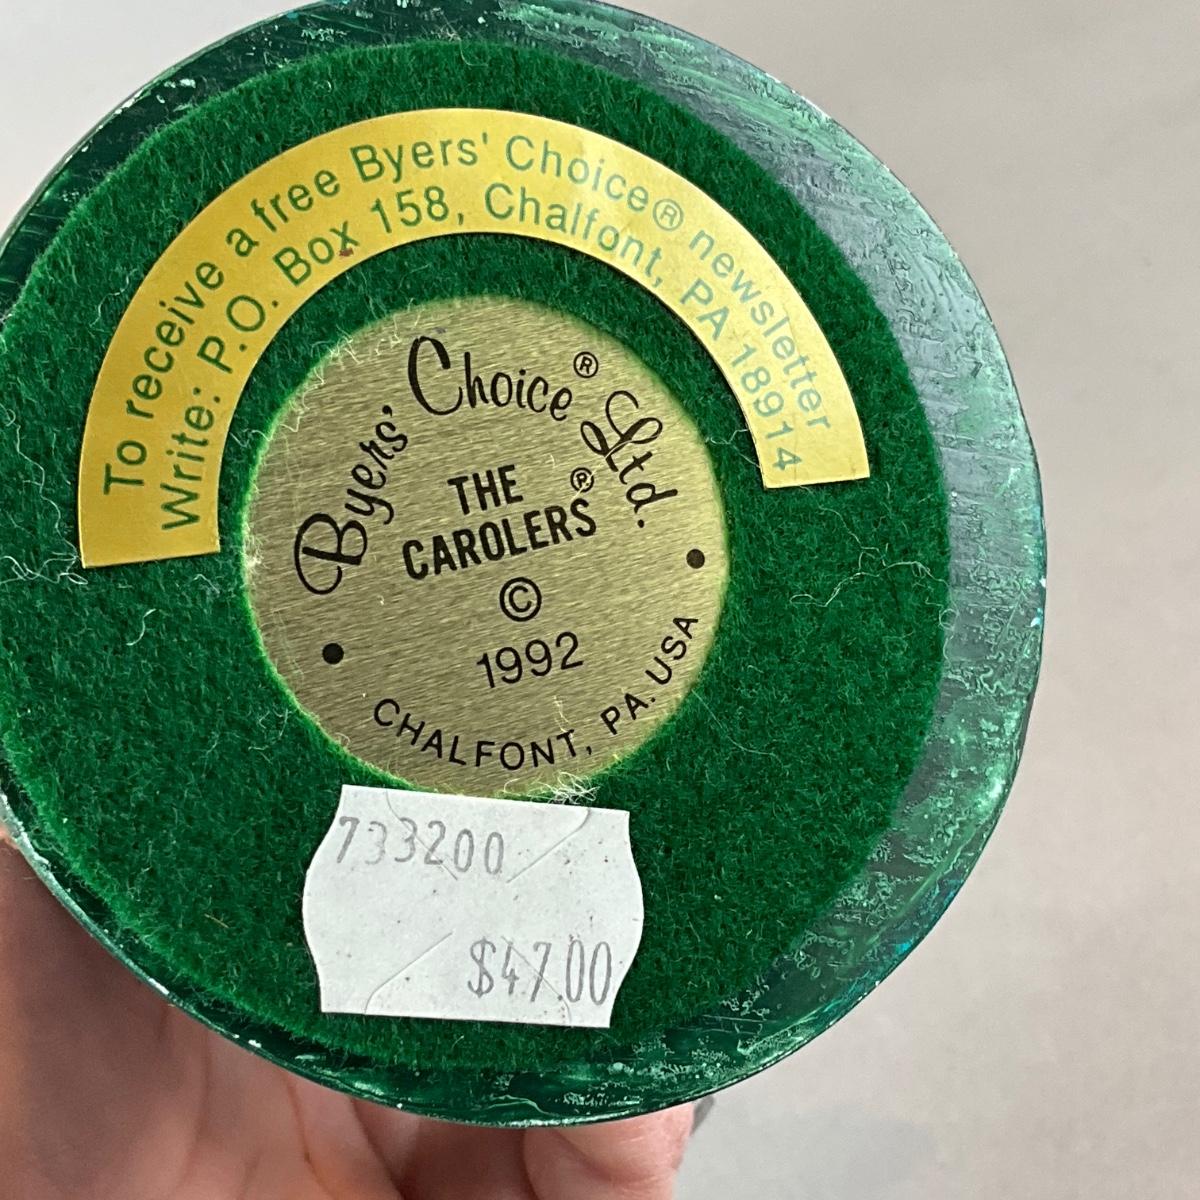 To receive a free Byers' Choice® newsletter
Write: P.O. Box 158, Chalfont, PA 18914
Byers' Choice® Ltd.
THE
CAROLERS®
©
1992
CHALFONT, PA. USA
733200
$47.00